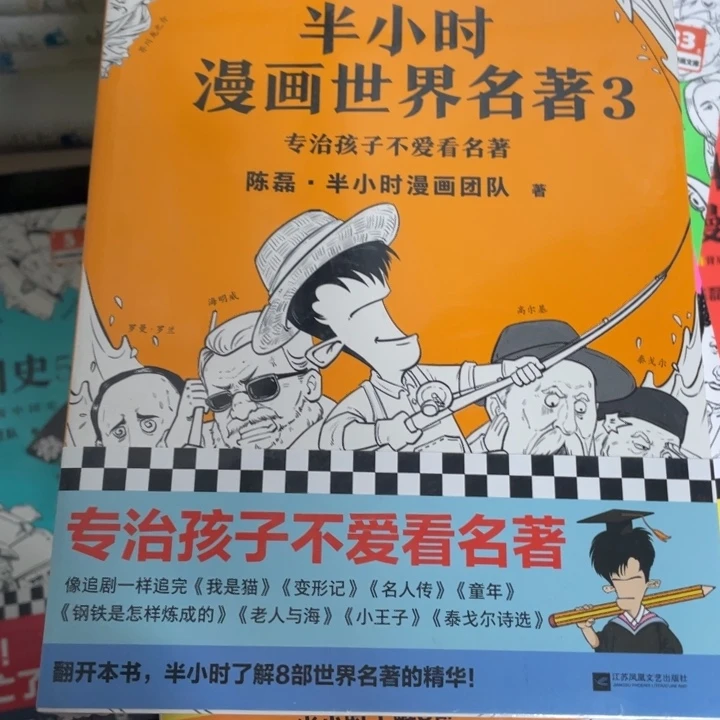 半小时
漫画世界名著3
专治孩子不爱看名著
陈磊·半小时漫画团队 著
海明威
罗曼·罗兰
高尔基
泰戈尔
专治孩子不爱看名著
像追剧一样追完《我是猫》《变形记》《名人传》《童年》
《钢铁是怎样炼成的》《老人与海》《小王子》《泰戈尔诗选》
翻开本书，半小时了解8部世界名著的精华！
江苏凤凰文艺出版社